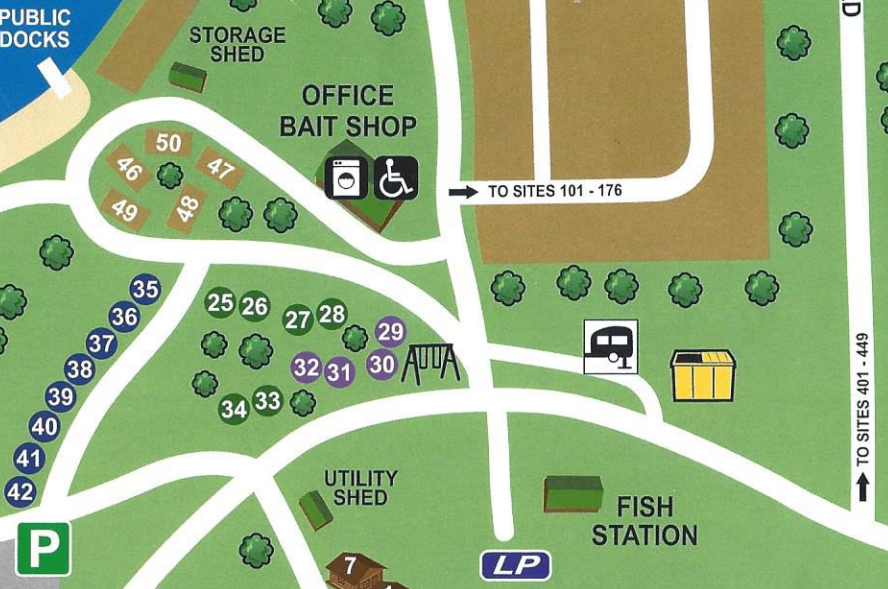 PUBLIC
DOCKS
STORAGE
SHED
OFFICE
BAIT SHOP
50
46
47
49
48
TO SITES 101 - 176
35
36
37
38
39
40
41
42
25
26
27
28
29
30
31
32
33
34
TO SITES 401 - 449
UTILITY
SHED
FISH
STATION
P
LP
7